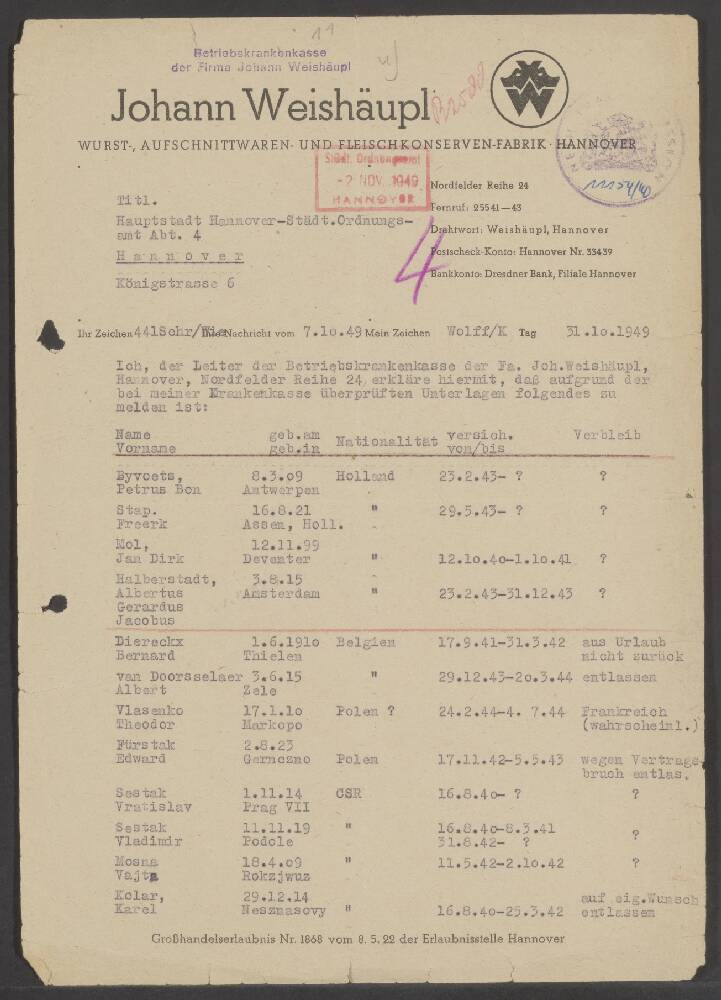 11
Betriebskrankenkasse
der Firma Johann Weishäupl
Johann Weishäupl
W
WURST-, AUFSCHNITTWAREN- UND FLEISCHKONSERVEN-FABRIK · HANNOVER
Städt. Ordnungsamt
-2 NOV. 1949
HANNOVER
Nordfelder Reihe 24
Fernruf: 25541—43
Drahtwort: Weishäupl, Hannover
Postscheck-Konto: Hannover Nr. 33439
Bankkonto: Dresdner Bank, Filiale Hannover
Titl.
Hauptstadt Hannover-Städt.Ordnungs-
amt Abt. 4
Hannover
Königstrasse 6
4
Ihr Zeichen 441Schr/Wie Ihre Nachricht vom 7.10.49 Mein Zeichen Wolff/K Tag 31.10.1949
Ich, der Leiter der Betriebskrankenkasse der Fa. Joh.Weishäupl,
Hannover, Nordfelder Reihe 24 erkläre hiermit, daß aufgrund der
bei meiner Krankenkasse überprüften Unterlagen folgendes zu
melden ist:
Name geb.am Nationalität versich. Verbleib
Vorname geb.in von/bis
Byvoets, 8.3.09 Holland 23.2.43- ? ?
Petrus Bon Antwerpen
Stap. 16.8.21 " 29.5.43- ? ?
Freerk Assen, Holl.
Mol, 12.11.99
Jan Dirk Deventer " 12.10.40-1.10.41 ?
Halberstadt, 3.8.15
Albertus Amsterdam " 23.2.43-31.12.43 ?
Gerardus
Jacobus
Diereckx 1.6.1910 Belgien 17.9.41-31.3.42 aus Urlaub
Bernard Thielen nicht zurück
van Doorsselaer 3.6.15 " 29.12.43-20.3.44 entlassen
Albert Zele
Vlasenko 17.1.10 Polen ? 24.2.44-4. 7.44 Frankreich
Theodor Markopo (wahrscheinl.)
Fürstak 2.8.23
Edward Gernozno Polen 17.11.42-5.5.43 wegen Vertrags-
bruch entlas.
Sestak 1.11.14 CSR 16.8.40- ? ?
Vratislav Prag VII
Sestak 11.11.19 " 16.8.40-8.3.41 ?
Vladimir Podole 31.8.42- ?
Mosna 18.4.09 " 11.5.42-2.10.42 ?
Vajta Rokzjwuz
Kolar, 29.12.14 auf eig.Wunsch
Karel Nesznasovy " 16.8.40-25.3.42 entlassen
Großhandelserlaubnis Nr. 1868 vom 8. 5. 22 der Erlaubnisstelle Hannover